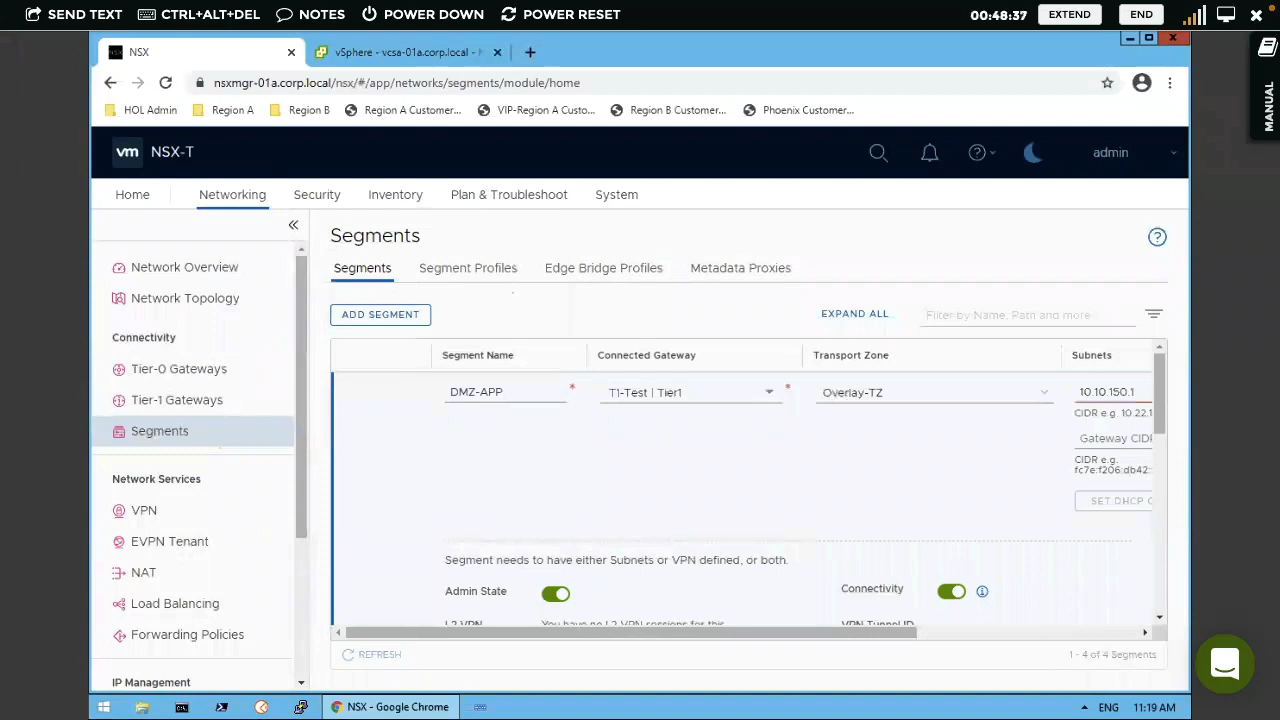 SEND TEXT CTRL+ALT+DEL NOTES POWER DOWN POWER RESET 00:48:37 EXTEND END
MANUAL
NSX vSphere - vcsa-01a.corp.local -
nsxmgr-01a.corp.local/nsx/#/app/networks/segments/module/home
HOL Admin Region A Region B Region A Customer... VIP-Region A Custo... Region B Customer... Phoenix Customer...
vm NSX-T admin
Home Networking Security Inventory Plan & Troubleshoot System
Network Overview
Network Topology
Connectivity
Tier-0 Gateways
Tier-1 Gateways
Segments
Network Services
VPN
EVPN Tenant
NAT
Load Balancing
Forwarding Policies
IP Management
Segments
Segments Segment Profiles Edge Bridge Profiles Metadata Proxies
ADD SEGMENT EXPAND ALL Filter by Name, Path and more
Segment Name Connected Gateway Transport Zone Subnets
DMZ-APP * T1-Test | Tier1 * Overlay-TZ 10.10.150.1
CIDR e.g. 10.22.1
Gateway CIDR
CIDR e.g.
fc7e:f206:db42:
SET DHCP C
Segment needs to have either Subnets or VPN defined, or both.
Admin State Connectivity
L2 VPN You have no L2 VPN sessions for this VPN Tunnel ID
REFRESH 1 - 4 of 4 Segments
NSX - Google Chrome ENG 11:19 AM